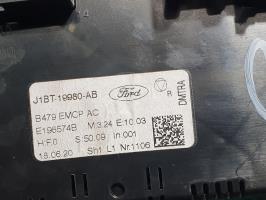 J1BT-19980-AB
Ford
B479 EMCP AC
E196574B M:3.24 E:10.03
H.F.0 S:50.09 In.001
18.06.20 Sh1 L1 Nr:1106
R
DMTRA